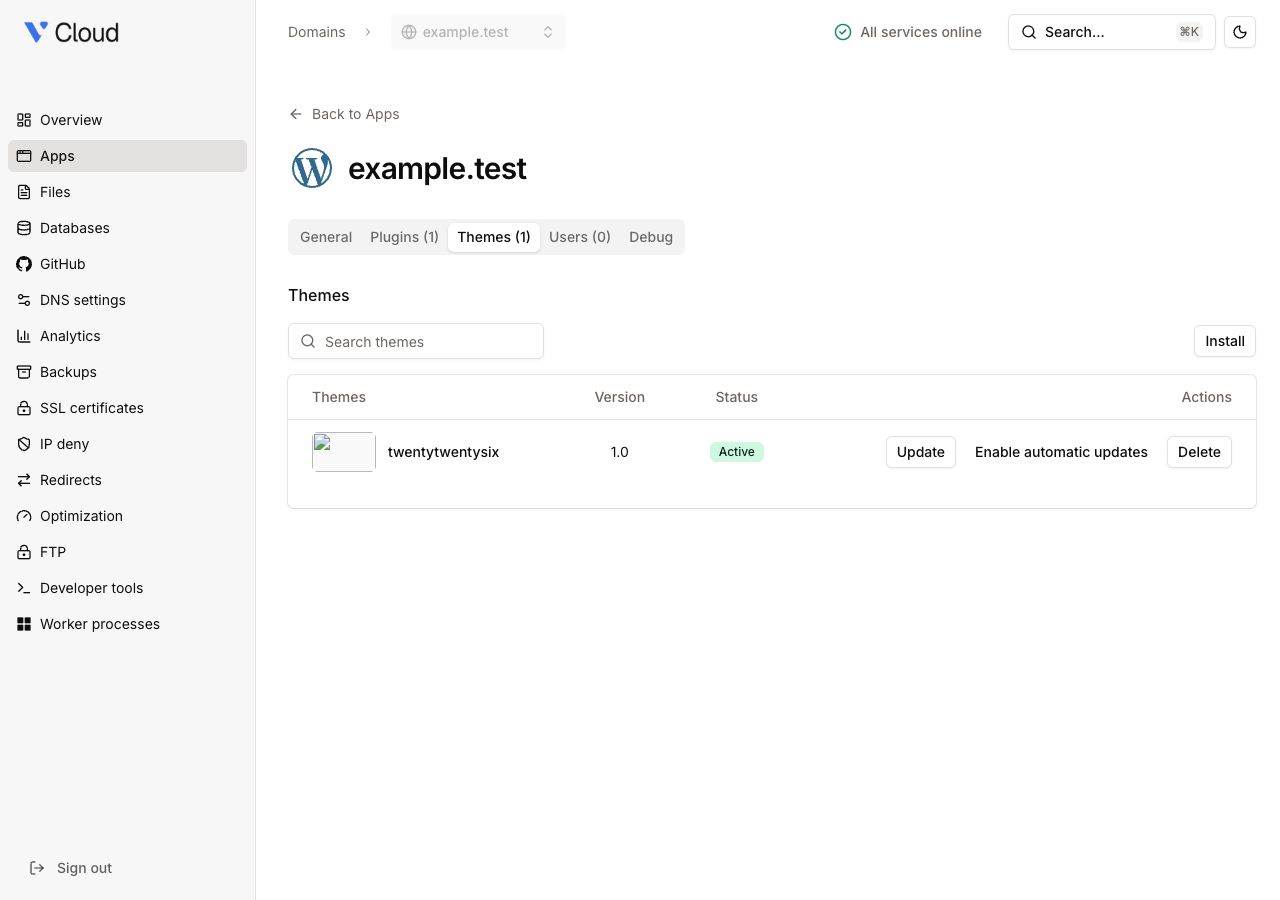 Cloud
Domains
example.test
All services online
Search...
⌘K
Overview
Apps
Files
Databases
GitHub
DNS settings
Analytics
Backups
SSL certificates
IP deny
Redirects
Optimization
FTP
Developer tools
Worker processes
Sign out
Back to Apps
example.test
General
Plugins (1)
Themes (1)
Users (0)
Debug
Themes
Search themes
Install
Themes
Version
Status
Actions
twentytwentysix
1.0
Active
Update
Enable automatic updates
Delete